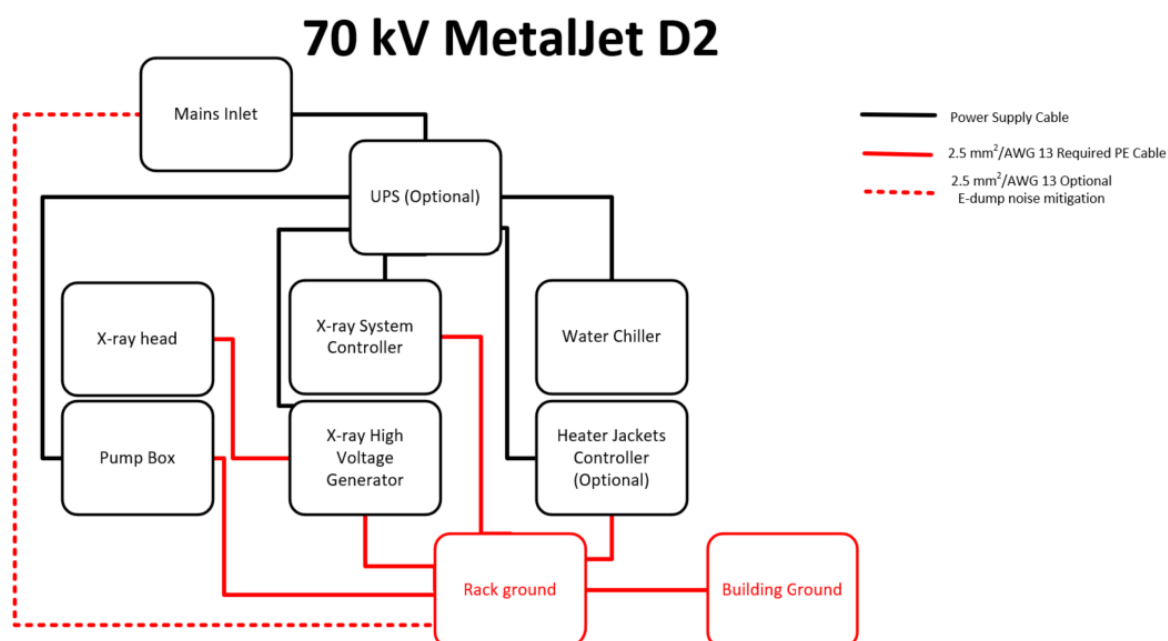 70 kV MetalJet D2
Mains Inlet
Power Supply Cable
2.5 mm²/AWG 13 Required PE Cable
2.5 mm²/AWG 13 Optional
E-dump noise mitigation
UPS (Optional)
X-ray head
X-ray System
Controller
Water Chiller
Pump Box
X-ray High
Voltage
Generator
Heater Jackets
Controller
(Optional)
Rack ground
Building Ground